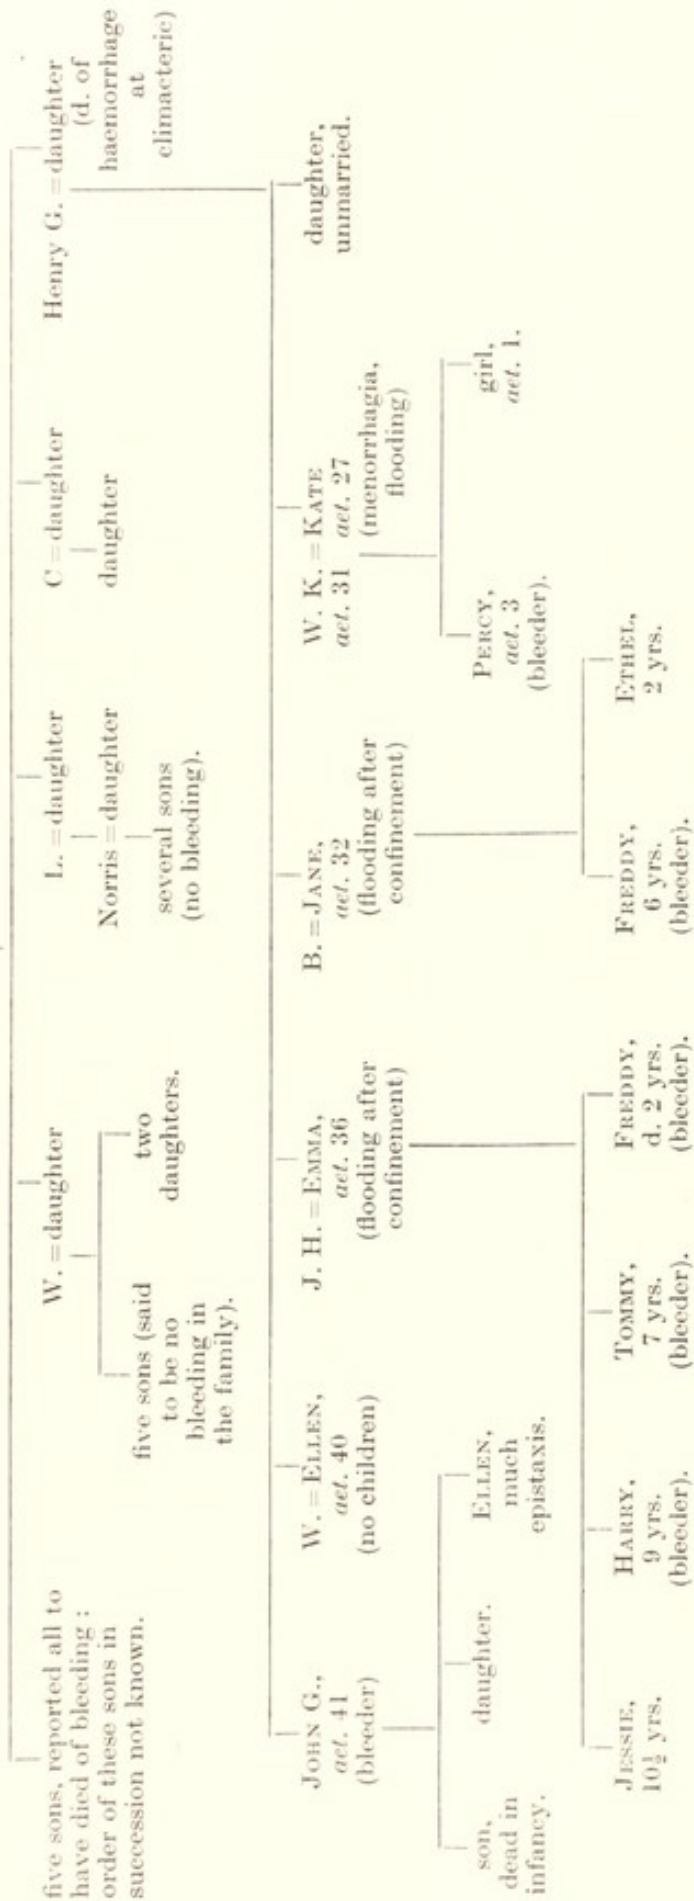 five sons, reported all to
have died of bleeding :
order of these sons in
succession not known.
W. = daughter
five sons (said
to be no
bleeding in
the family).
two
daughters.
L. = daughter
Norris = daughter
several sons
(no bleeding).
C = daughter
daughter
Henry G. = daughter
(d. of
haemorrhage
at
climacteric)
JOHN G.,
aet. 41
(bleeder)
W. = ELLEN,
aet. 40
(no children)
J. H. = EMMA,
aet. 36
(flooding after
confinement)
B. = JANE,
aet. 32
(flooding after
confinement)
W. K. = KATE
aet. 31 aet. 27
(menorrhagia,
flooding)
daughter,
unmarried.
son,
dead in
infancy.
daughter.
ELLEN,
much
epistaxis.
PERCY,
aet. 3
(bleeder).
girl,
aet. 1.
JESSIE,
10½ yrs.
HARRY,
9 yrs.
(bleeder).
TOMMY,
7 yrs.
(bleeder).
FREDDY,
d. 2 yrs.
(bleeder).
FREDDY,
6 yrs.
(bleeder).
ETHEL,
2 yrs.